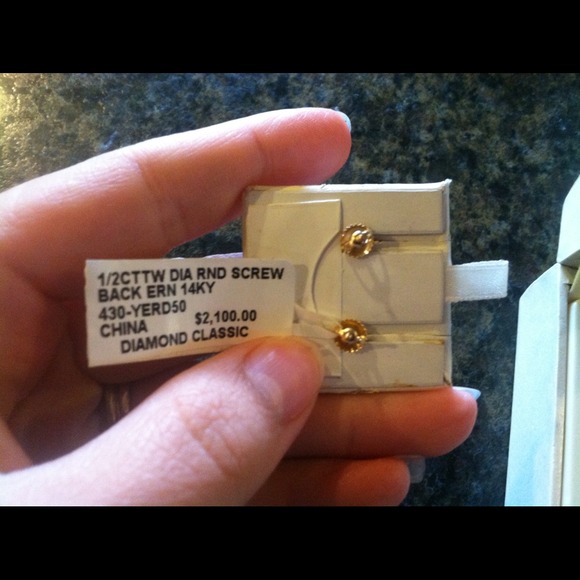 1/2CTTW DIA RND SCREW
BACK ERN 14KY
430-YERD50
CHINA $2,100.00
DIAMOND CLASSIC